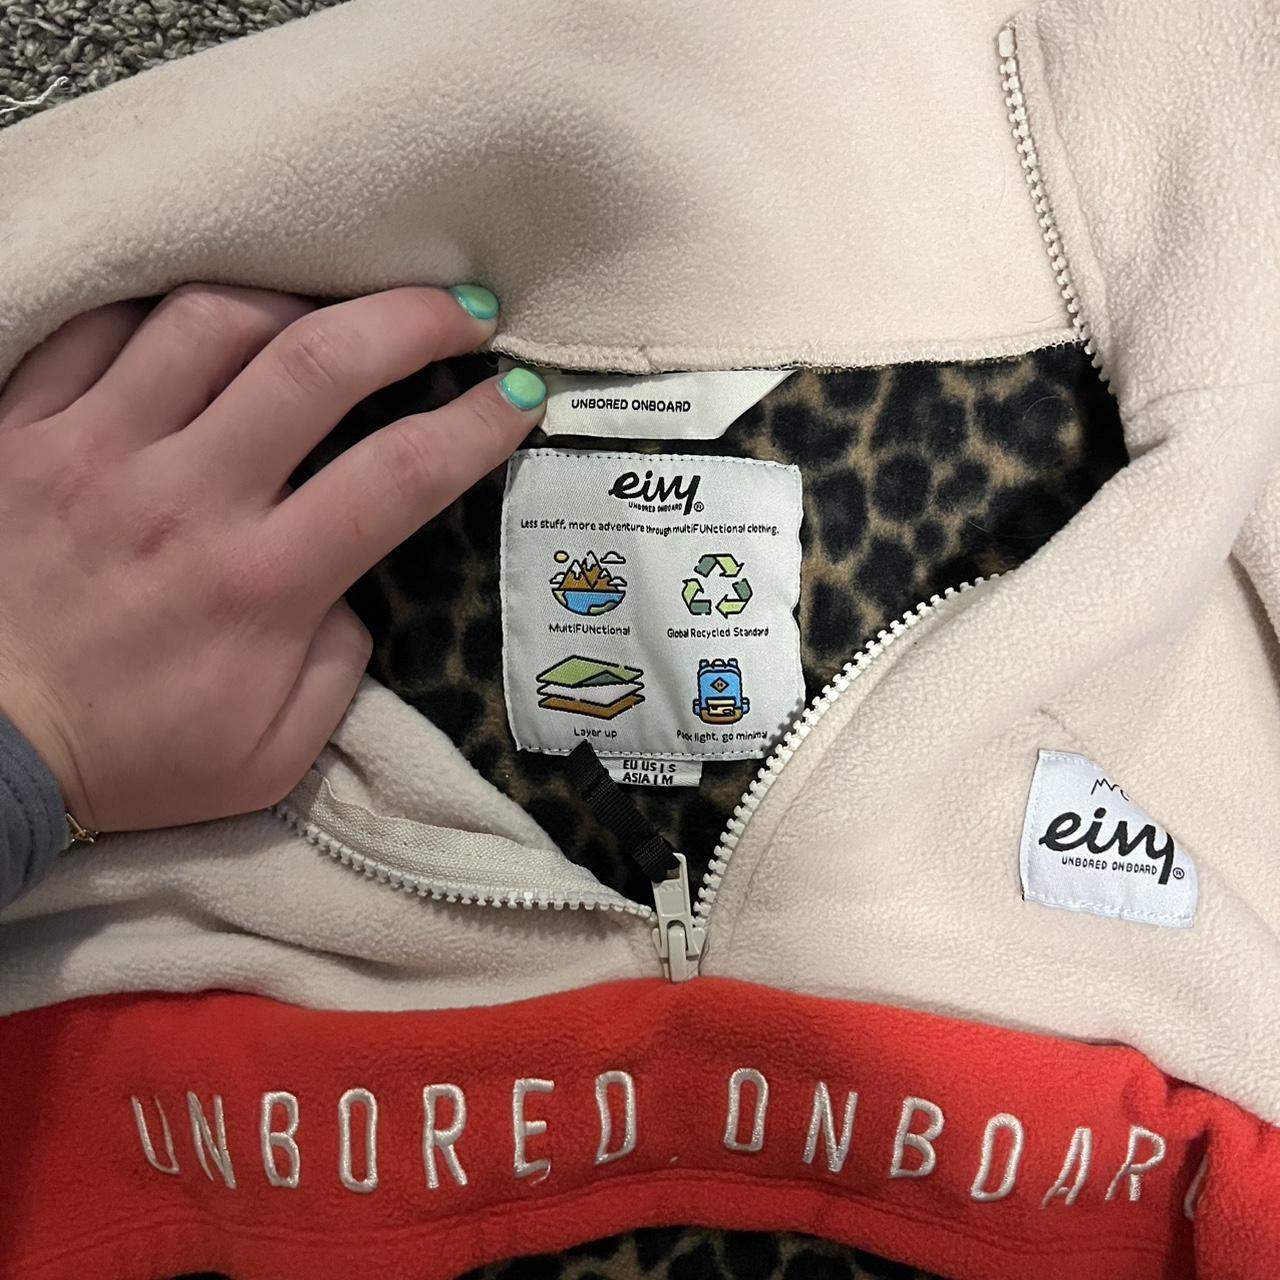 UNBORED ONBOARD
eivy
UNBORED ONBOARD ®
Less stuff, more adventure through multiFUNctional clothing.
MultiFUNctional
Global Recycled Standard
Layer up
Pack light, go minimal
EU US | S
ASIA | M
eivy
UNBORED ONBOARD ®
UNBORED ONBOAR